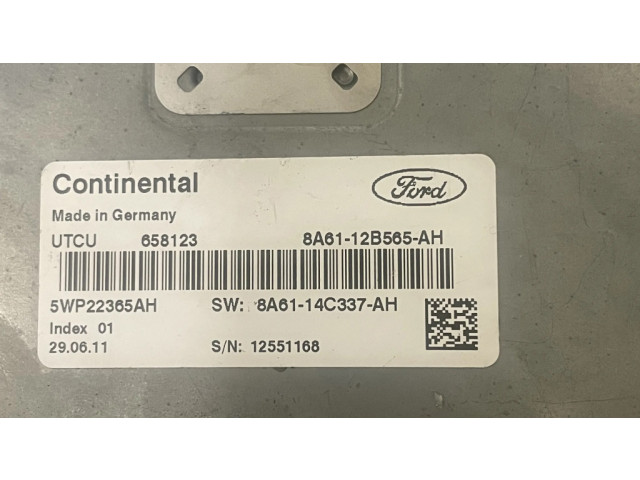 Continental
Ford
Made in Germany
UTCU 658123 8A61-12B565-AH
5WP22365AH SW: 8A61-14C337-AH
Index 01
29.06.11 S/N: 12551168